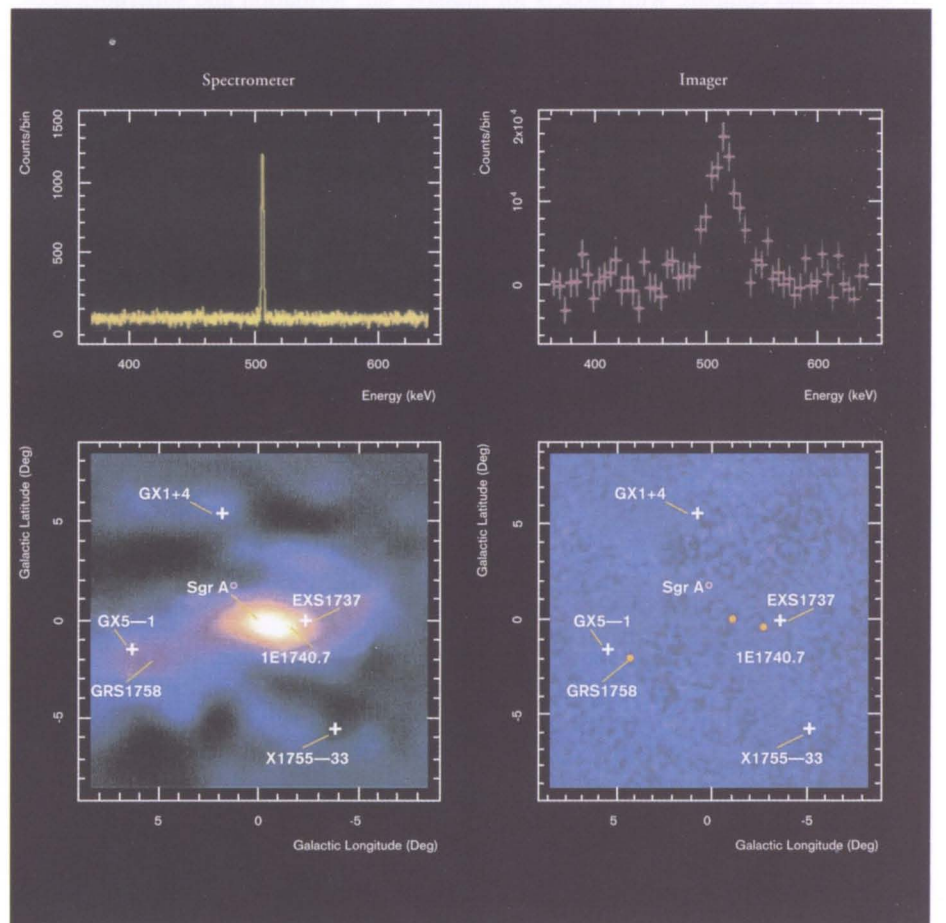 Spectrometer
Counts/bin
1500
1000
500
0
400
500
600
Energy (keV)
Imager
Counts/bin
2x10⁴
10⁴
0
400
500
600
Energy (keV)
Galactic Latitude (Deg)
5
0
-5
GX1+4
Sgr A°
EXS1737
GX5—1
1E1740.7
GRS1758
X1755—33
5
0
-5
Galactic Longitude (Deg)
Galactic Latitude (Deg)
5
0
-5
GX1+4
Sgr A°
EXS1737
GX5—1
1E1740.7
GRS1758
X1755—33
5
0
-5
Galactic Longitude (Deg)